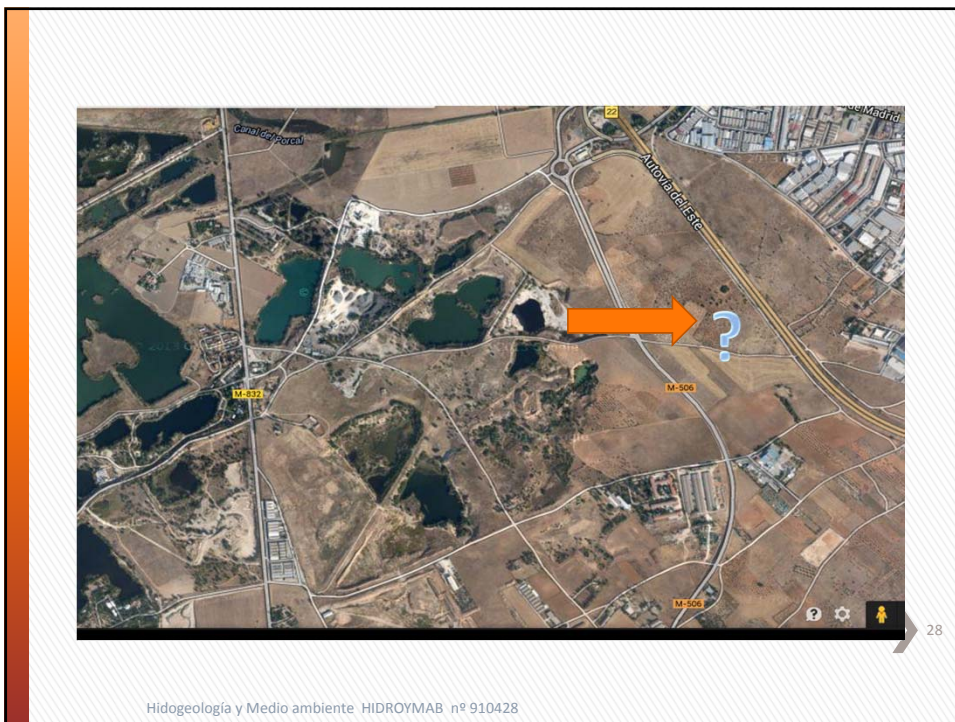 22
de Madrid
Canal del Porcal
Autovía del Este
M-832
M-506
M-506
?
28
Hidogeología y Medio ambiente HIDROYMAB nº 910428